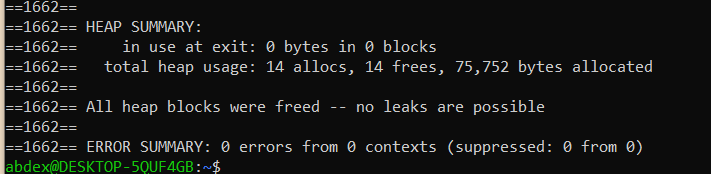 ==1662==
==1662== HEAP SUMMARY:
==1662==     in use at exit: 0 bytes in 0 blocks
==1662==   total heap usage: 14 allocs, 14 frees, 75,752 bytes allocated
==1662==
==1662== All heap blocks were freed -- no leaks are possible
==1662==
==1662== ERROR SUMMARY: 0 errors from 0 contexts (suppressed: 0 from 0)
abdex@DESKTOP-5QUF4GB:~$